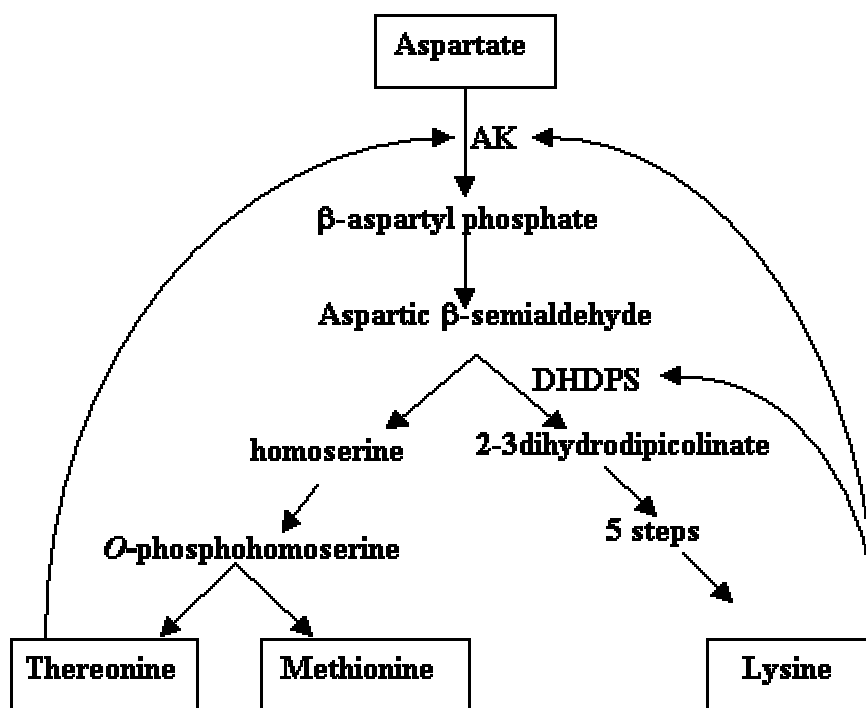 Aspartate
AK
β-aspartyl phosphate
Aspartic β-semialdehyde
DHDPS
homoserine
2-3dihydrodipicolinate
O-phosphohomoserine
5 steps
Thereonine
Methionine
Lysine